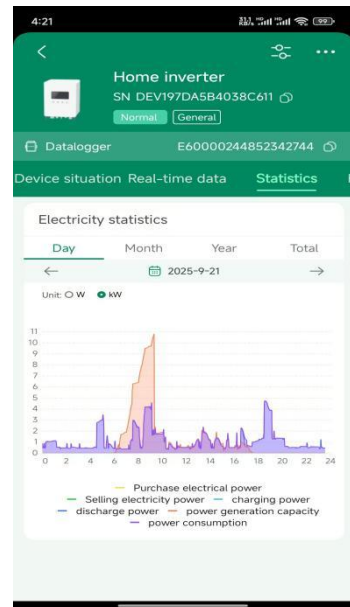 4:21
99
Home inverter
SN DEV197DA5B4038C611
Normal General
Datalogger E60000244852342744
Device situation Real-time data Statistics
Electricity statistics
Day Month Year Total
← 2025-9-21 →
Unit: W kW
11
10
9
8
7
6
5
4
3
2
1
0
0 2 4 6 8 10 12 14 16 18 20 22 24
Purchase electrical power
Selling electricity power charging power
discharge power power generation capacity
power consumption